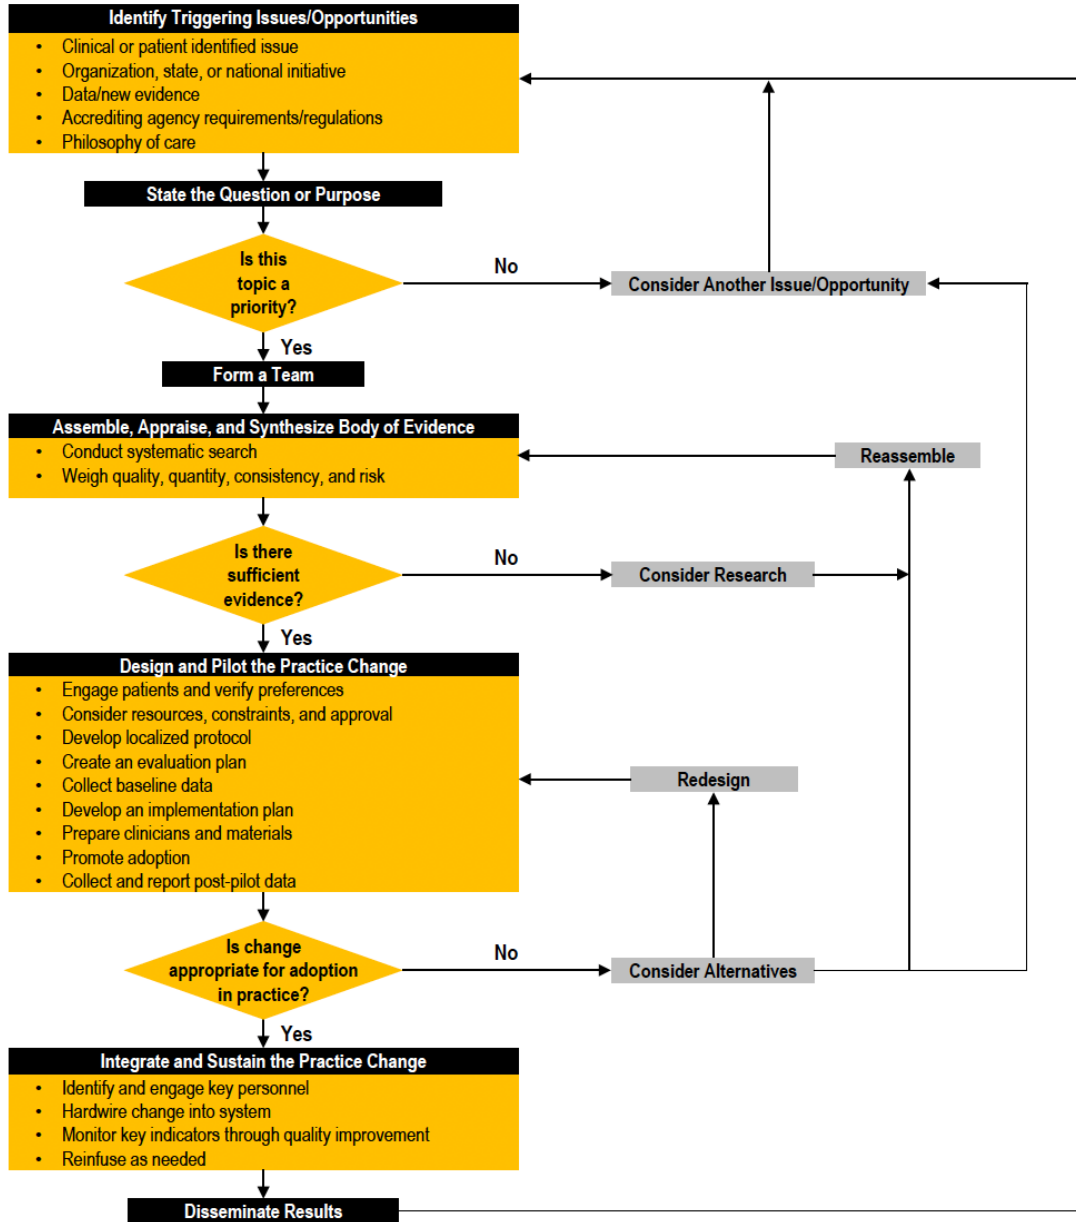 Identify Triggering Issues/Opportunities
• Clinical or patient identified issue
• Organization, state, or national initiative
• Data/new evidence
• Accrediting agency requirements/regulations
• Philosophy of care
State the Question or Purpose
Is this
topic a
priority?
No
Consider Another Issue/Opportunity
Yes
Form a Team
Assemble, Appraise, and Synthesize Body of Evidence
• Conduct systematic search
• Weigh quality, quantity, consistency, and risk
Reassemble
Is there
sufficient
evidence?
No
Consider Research
Yes
Design and Pilot the Practice Change
• Engage patients and verify preferences
• Consider resources, constraints, and approval
• Develop localized protocol
• Create an evaluation plan
• Collect baseline data
• Develop an implementation plan
• Prepare clinicians and materials
• Promote adoption
• Collect and report post-pilot data
Redesign
Is change
appropriate for adoption
in practice?
No
Consider Alternatives
Yes
Integrate and Sustain the Practice Change
• Identify and engage key personnel
• Hardwire change into system
• Monitor key indicators through quality improvement
• Reinfuse as needed
Disseminate Results